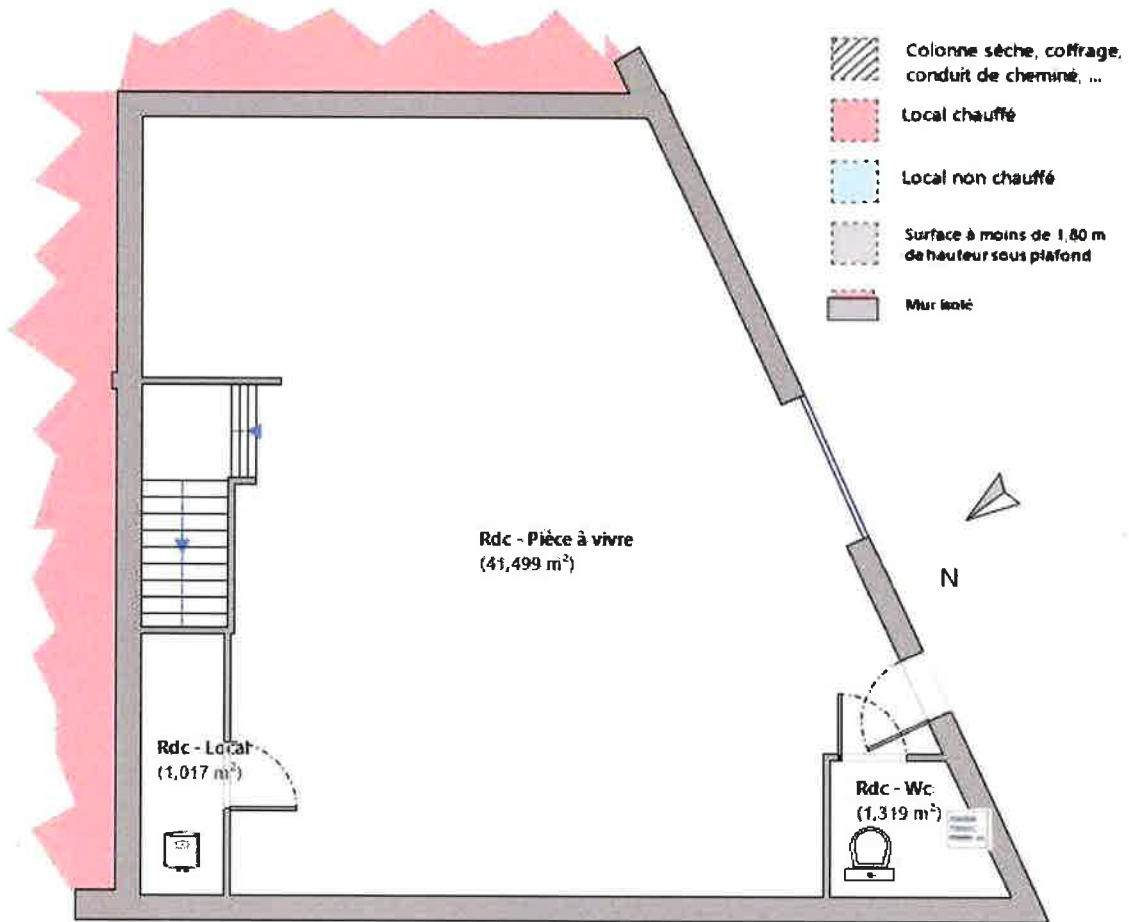 Colonne sèche, coffrage,
conduit de cheminé, ...
Local chauffé
Local non chauffé
Surface à moins de 1,80 m
de hauteur sous plafond
Mur isolé
Rdc - Pièce à vivre
(41,499 m²)
N
Rdc - Local
(1,017 m²)
Rdc - Wc
(1,319 m²)